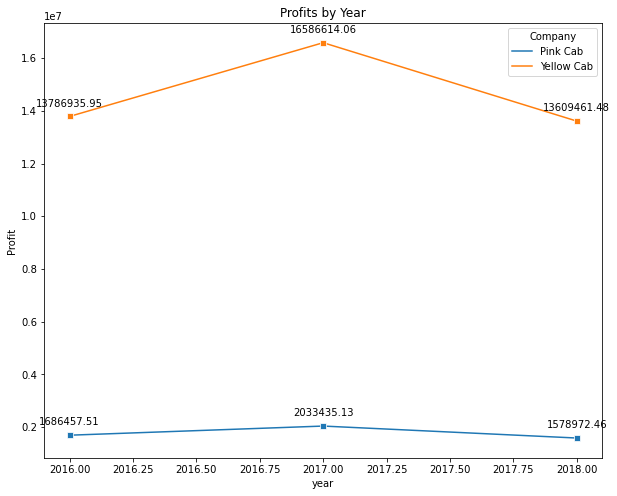 Profits by Year
1e7
Company
Pink Cab
Yellow Cab
16586614.06
13786935.95
13609461.48
1686457.51
2033435.13
1578972.46
Profit
1.6
1.4
1.2
1.0
0.8
0.6
0.4
0.2
2016.00 2016.25 2016.50 2016.75 2017.00 2017.25 2017.50 2017.75 2018.00
year